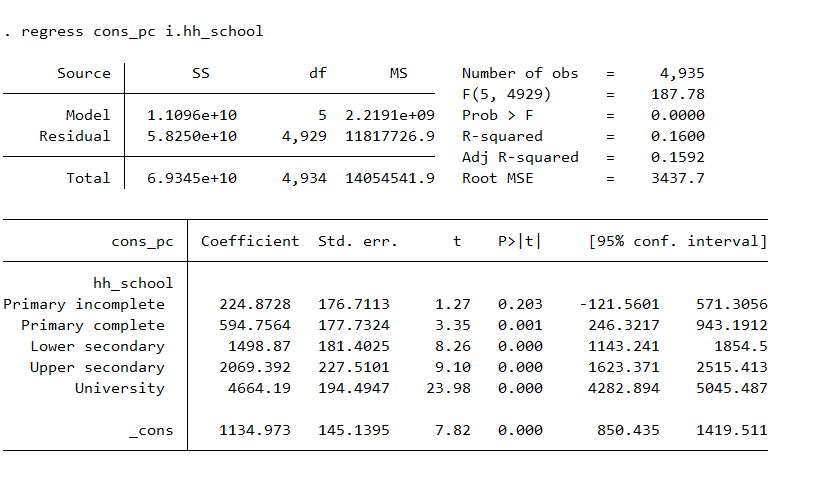 . regress cons_pc i.hh_school
Source SS df MS Number of obs = 4,935
F(5, 4929) = 187.78
Model 1.1096e+10 5 2.2191e+09 Prob > F = 0.0000
Residual 5.8250e+10 4,929 11817726.9 R-squared = 0.1600
Adj R-squared = 0.1592
Total 6.9345e+10 4,934 14054541.9 Root MSE = 3437.7
cons_pc Coefficient Std. err. t P>|t| [95% conf. interval]
hh_school
Primary incomplete 224.8728 176.7113 1.27 0.203 -121.5601 571.3056
Primary complete 594.7564 177.7324 3.35 0.001 246.3217 943.1912
Lower secondary 1498.87 181.4025 8.26 0.000 1143.241 1854.5
Upper secondary 2069.392 227.5101 9.10 0.000 1623.371 2515.413
University 4664.19 194.4947 23.98 0.000 4282.894 5045.487
_cons 1134.973 145.1395 7.82 0.000 850.435 1419.511